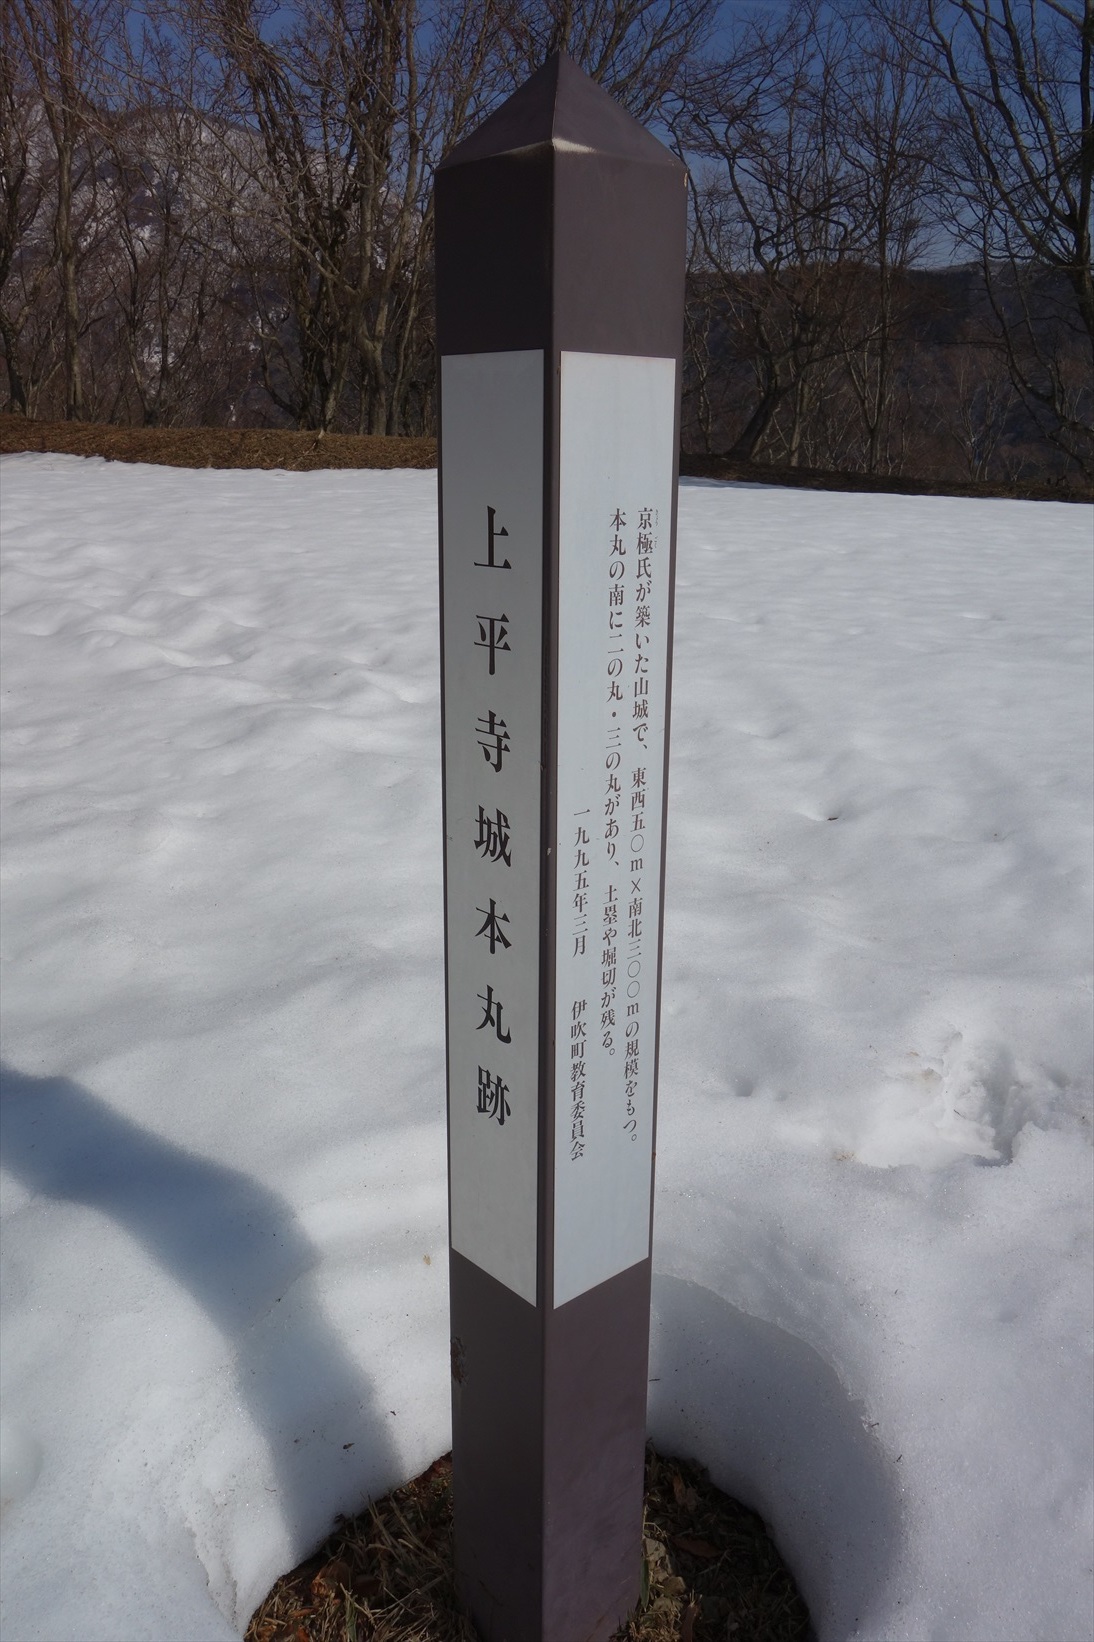 上平寺城本丸跡
京極氏が築いた山城で、東西五〇m×南北三〇〇mの規模をもつ。
本丸の南に二の丸・三の丸があり、土塁や堀切が残る。
一九九五年三月　伊吹町教育委員会